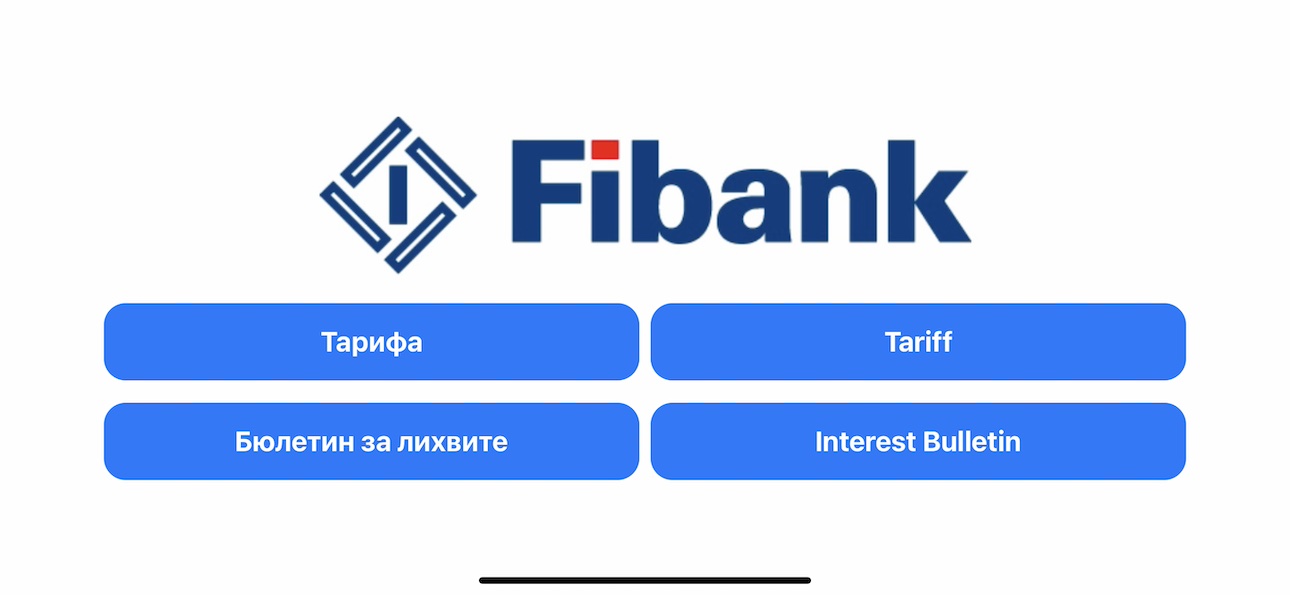 Fibank
Тарифа
Tariff
Бюлетин за лихвите
Interest Bulletin